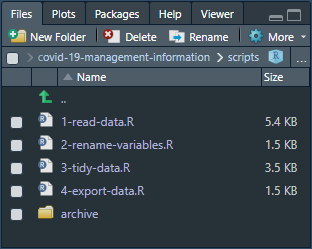 Files Plots Packages Help Viewer
New Folder Delete Rename More
covid-19-management-information scripts R ...
Name Size
..
1-read-data.R 5.4 KB
2-rename-variables.R 1.5 KB
3-tidy-data.R 3.5 KB
4-export-data.R 1.5 KB
archive